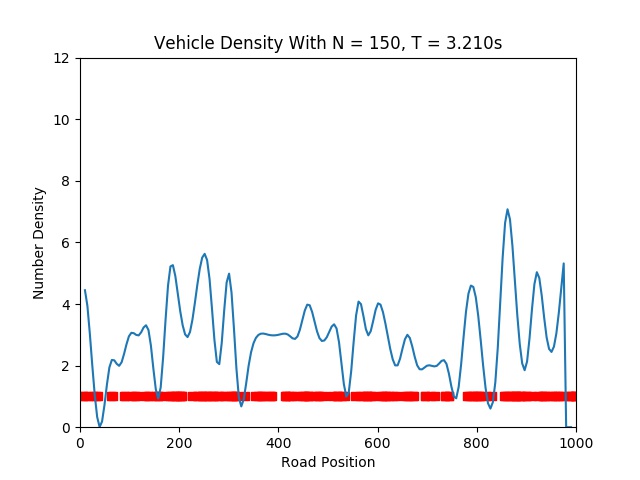 Vehicle Density With N = 150, T = 3.210s
12
10
8
6
4
2
0
Number Density
0 200 400 600 800 1000
Road Position